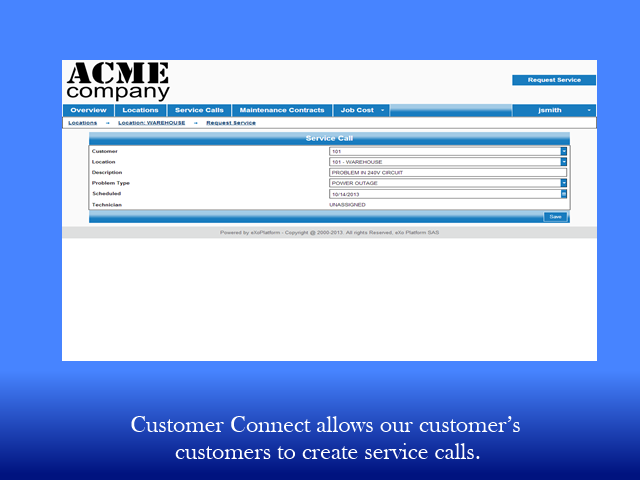 ACME
company
Request Service
Overview Locations Service Calls Maintenance Contracts Job Cost jsmith
Locations → Location: WAREHOUSE → Request Service
Service Call
Customer 101
Location 101 - WAREHOUSE
Description PROBLEM IN 240V CIRCUIT
Problem Type POWER OUTAGE
Scheduled 10/14/2013
Technician UNASSIGNED
Save
Powered by eXoPlatform - Copyright @ 2000-2013 .All rights Reserved, eXo Platform SAS
Customer Connect allows our customer’s
customers to create service calls.